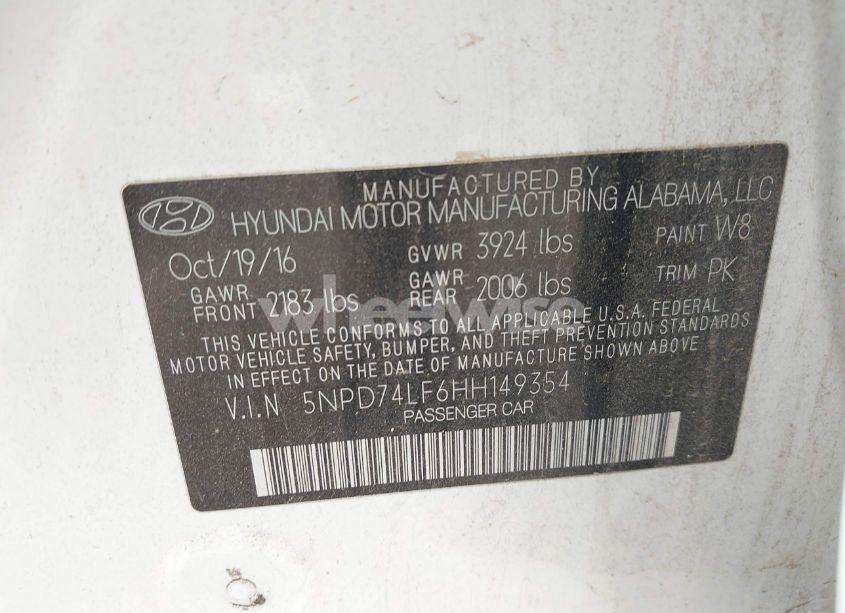 MANUFACTURED BY
HYUNDAI MOTOR MANUFACTURING ALABAMA, LLC
Oct/19/16 GVWR 3924 lbs PAINT W8
GAWR FRONT 2183 lbs GAWR REAR 2006 lbs TRIM PK
wheelwise
THIS VEHICLE CONFORMS TO ALL APPLICABLE U.S.A. FEDERAL
MOTOR VEHICLE SAFETY, BUMPER, AND THEFT PREVENTION STANDARDS
IN EFFECT ON THE DATE OF MANUFACTURE SHOWN ABOVE
V.I.N 5NPD74LF6HH149354
PASSENGER CAR